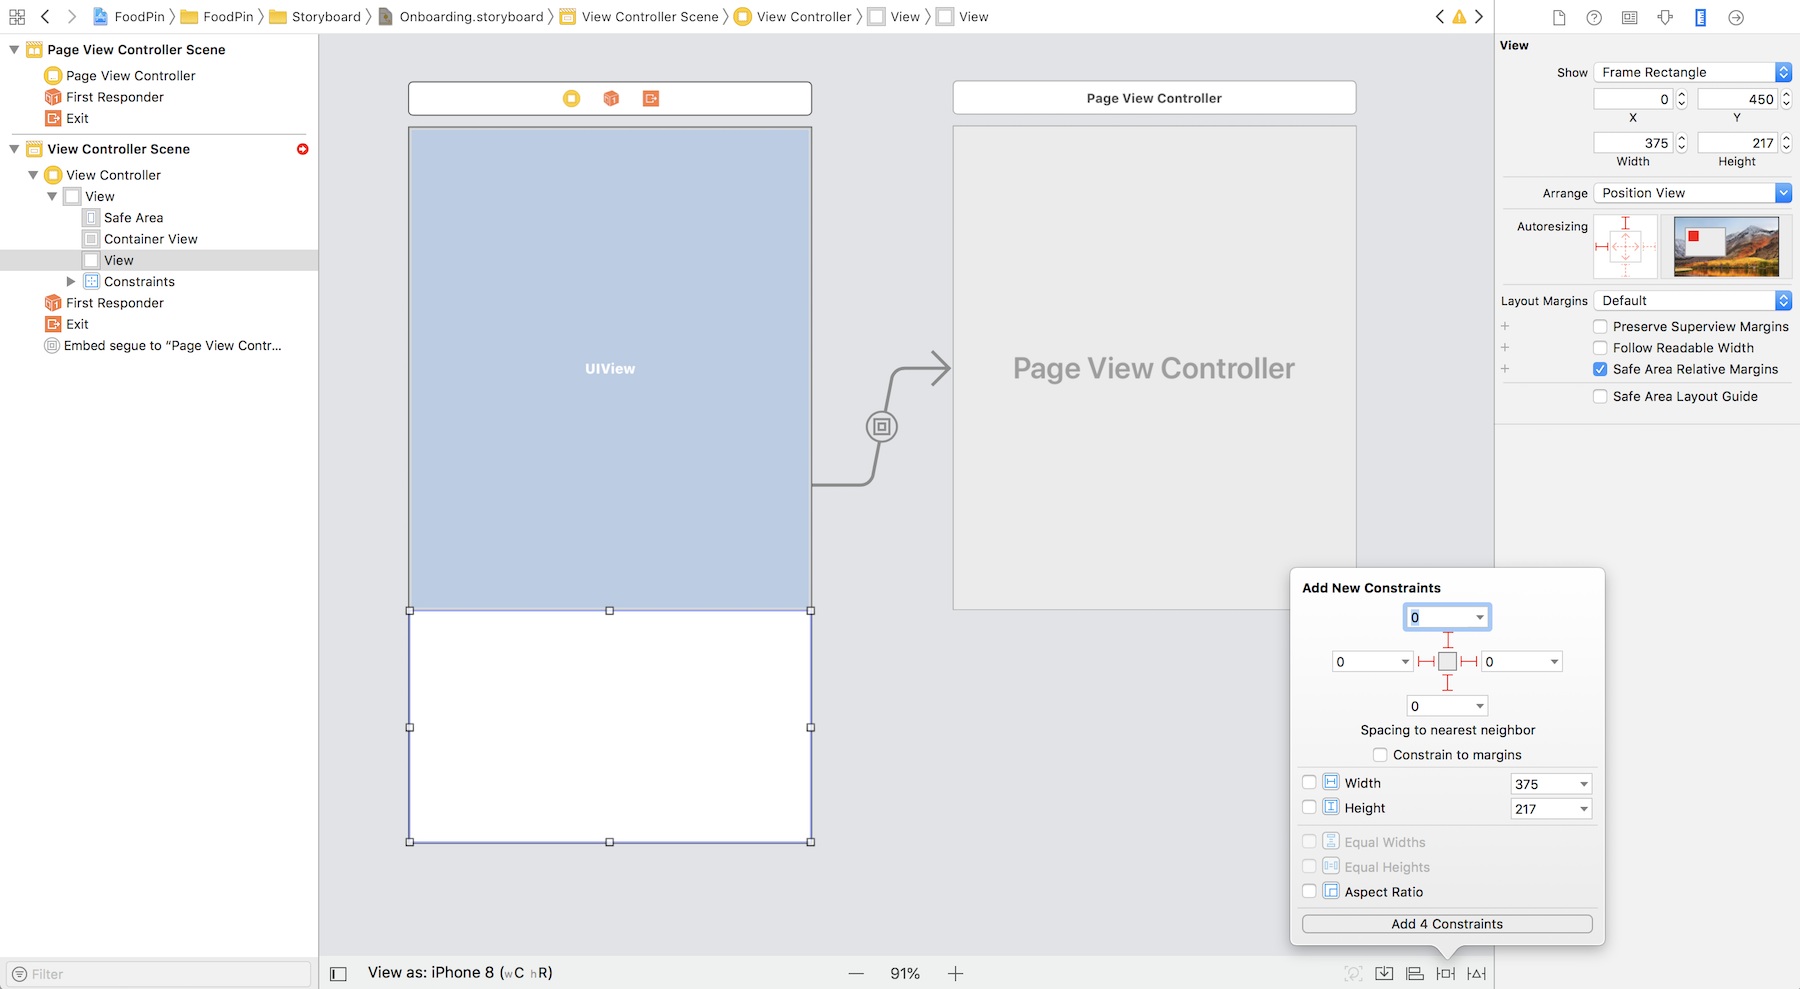 FoodPin
FoodPin
Storyboard
Onboarding.storyboard
View Controller Scene
View Controller
View
View
Page View Controller Scene
Page View Controller
First Responder
Exit
View Controller Scene
View Controller
View
Safe Area
Container View
View
Constraints
First Responder
Exit
Embed segue to “Page View Contr...
Filter
UIView
Page View Controller
Page View Controller
View as: iPhone 8 (wC hR)
91%
Add New Constraints
0
0
0
0
Spacing to nearest neighbor
Constrain to margins
Width
375
Height
217
Equal Widths
Equal Heights
Aspect Ratio
Add 4 Constraints
View
Show
Frame Rectangle
0
450
X
Y
375
217
Width
Height
Arrange
Position View
Autoresizing
Layout Margins
Default
Preserve Superview Margins
Follow Readable Width
Safe Area Relative Margins
Safe Area Layout Guide